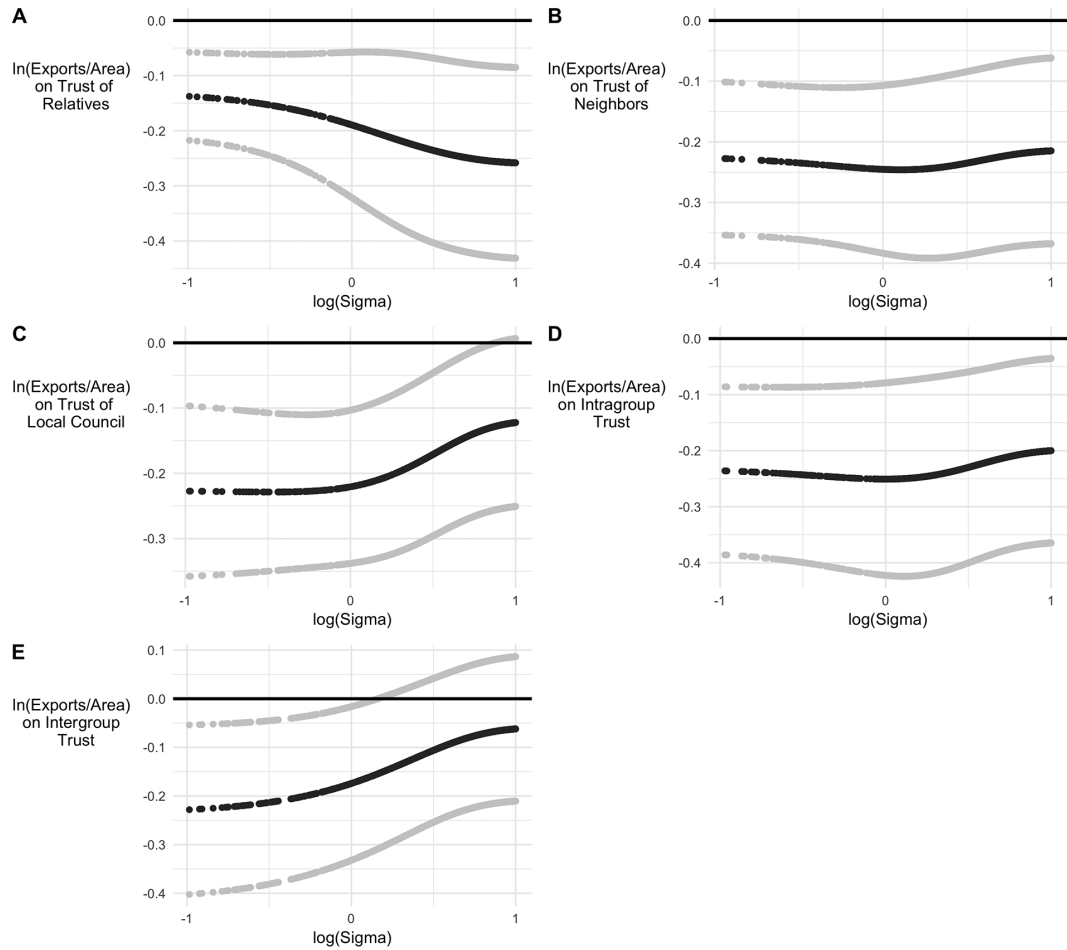 A
ln(Exports/Area)
on Trust of
Relatives
0.0
-0.1
-0.2
-0.3
-0.4
-1
0
1
log(Sigma)
B
ln(Exports/Area)
on Trust of
Neighbors
0.0
-0.1
-0.2
-0.3
-0.4
-1
0
1
log(Sigma)
C
ln(Exports/Area)
on Trust of
Local Council
0.0
-0.1
-0.2
-0.3
-1
0
1
log(Sigma)
D
ln(Exports/Area)
on Intragroup
Trust
0.0
-0.1
-0.2
-0.3
-0.4
-1
0
1
log(Sigma)
E
ln(Exports/Area)
on Intergroup
Trust
0.1
0.0
-0.1
-0.2
-0.3
-0.4
-1
0
1
log(Sigma)